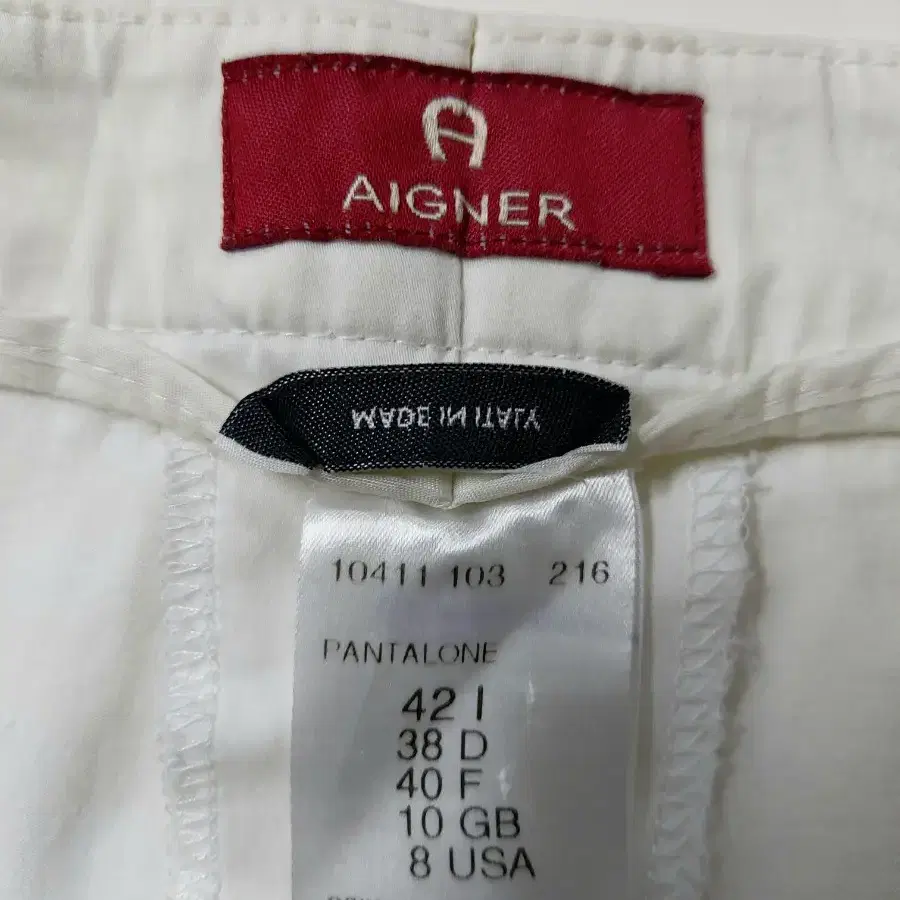 AIGNER
MADE IN ITALY
10411 103 216
PANTALONE
42 I
38 D
40 F
10 GB
8 USA